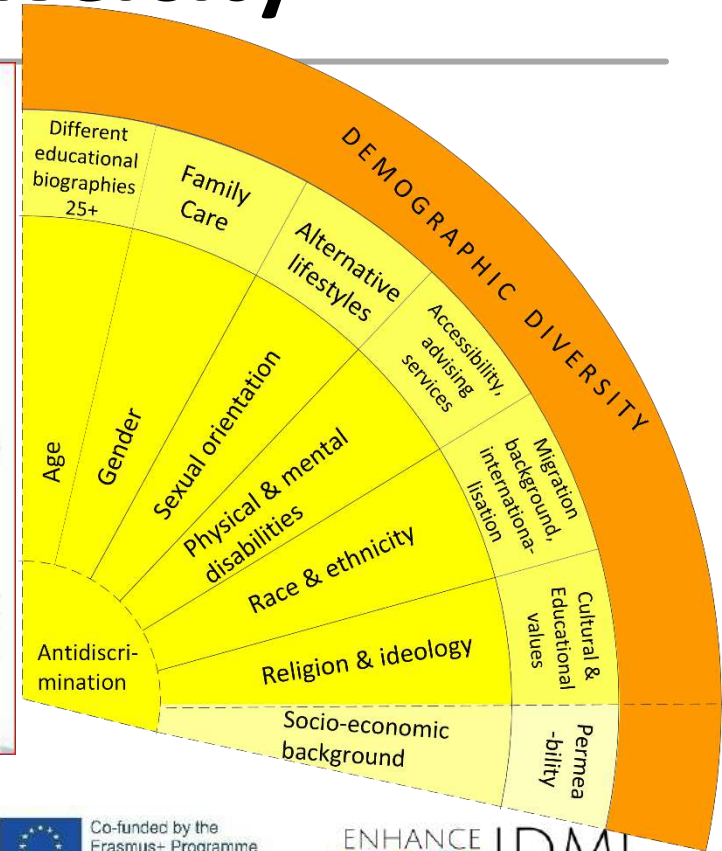 DEMOGRAPHIC DIVERSITY
Different
educational
biographies
25+
Family
Care
Alternative
lifestyles
Accessibility,
advising
services
Migration
background,
internationa-
lisation
Cultural &
Educational
values
Permea
-bility
Age
Gender
Sexual orientation
Physical & mental
disabilities
Race & ethnicity
Religion & ideology
Socio-economic
background
Antidiscri-
mination
Co-funded by the
Erasmus+ Programme
ENHANCE
IDMI